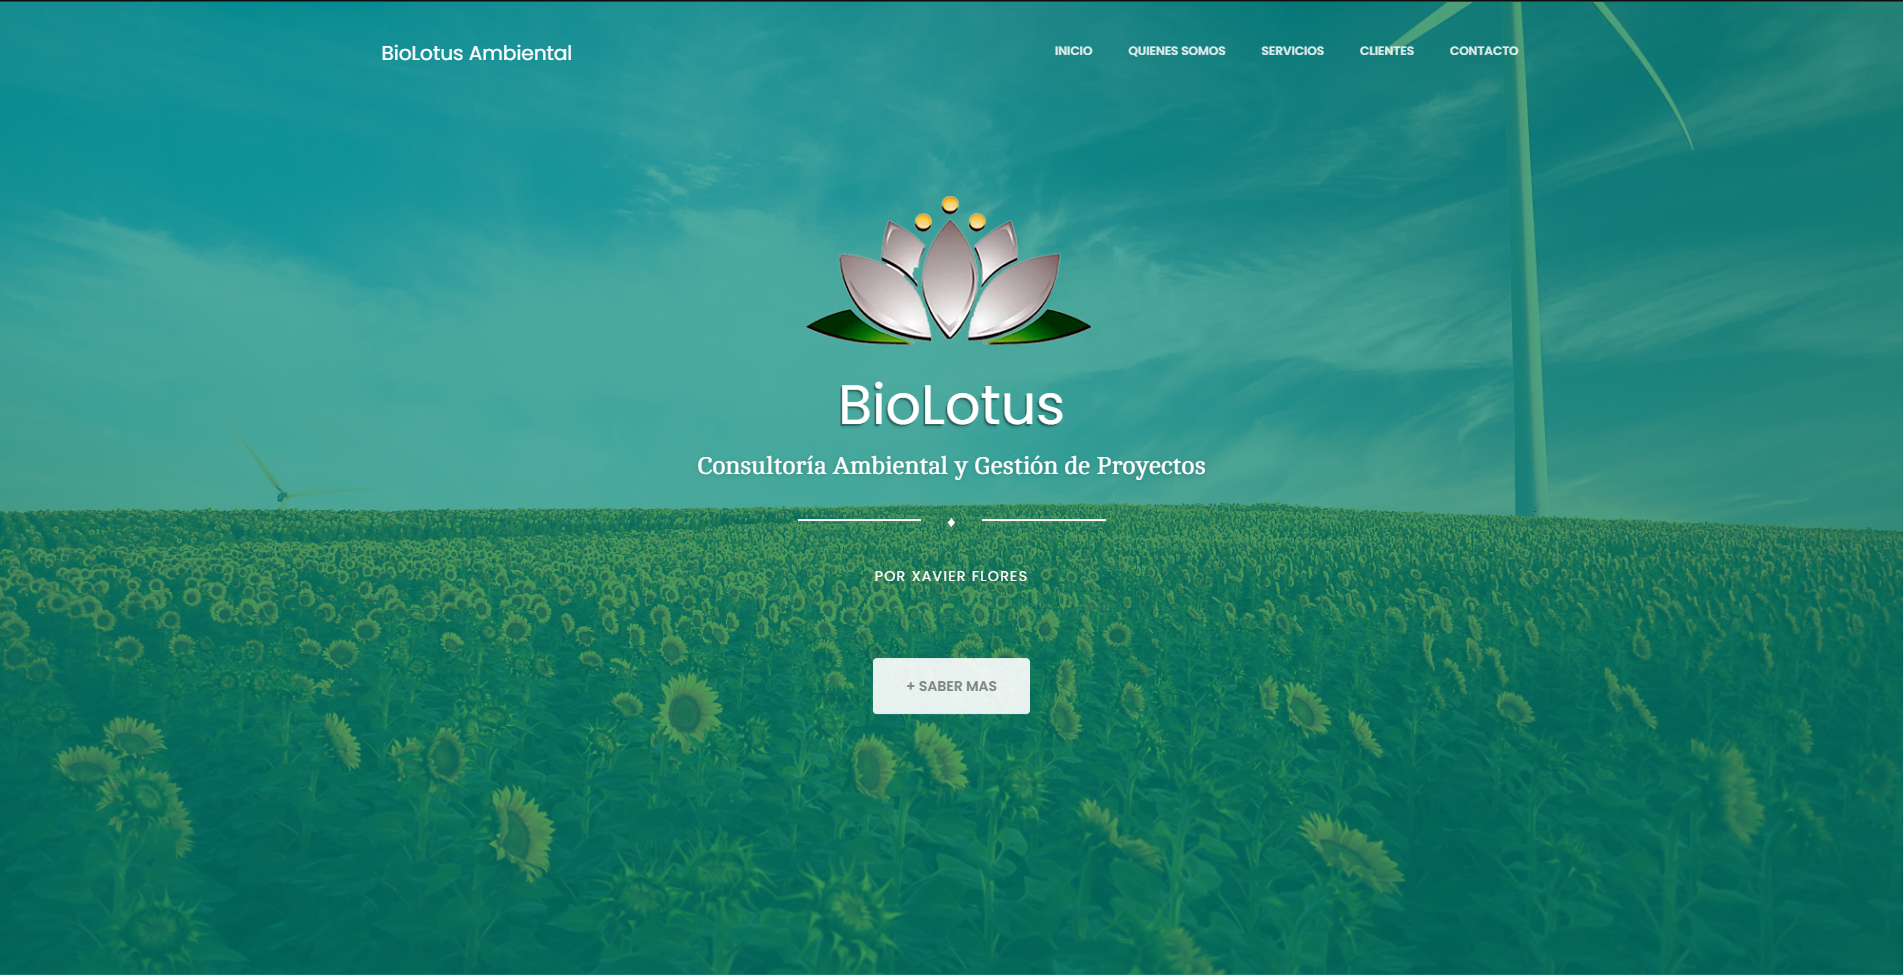 BioLotus Ambiental
INICIO QUIENES SOMOS SERVICIOS CLIENTES CONTACTO
BioLotus
Consultoría Ambiental y Gestión de Proyectos
POR XAVIER FLORES
+ SABER MAS